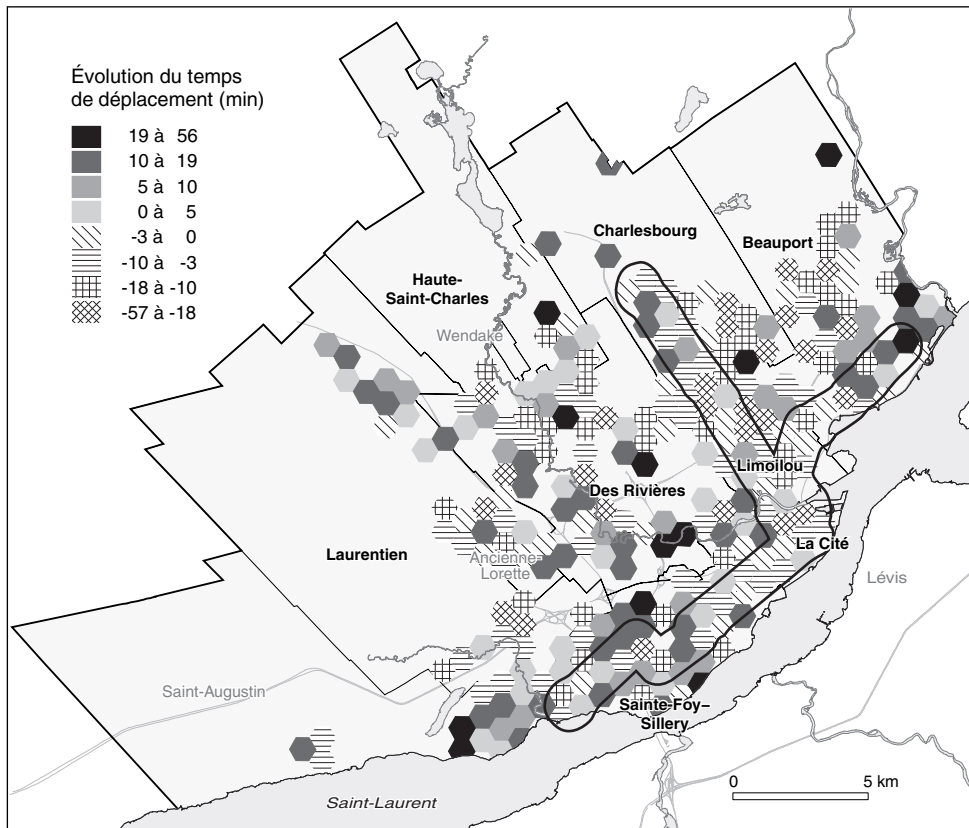 Évolution du temps
de déplacement (min)
19 à 56
10 à 19
5 à 10
0 à 5
-3 à 0
-10 à -3
-18 à -10
-57 à -18
Charlesbourg
Beauport
Haute-
Saint-Charles
Wendake
Limoilou
Des Rivières
La Cité
Laurentien
Ancienne-
Lorette
Lévis
Saint-Augustin
Sainte-Foy–
Sillery
Saint-Laurent
0 5 km